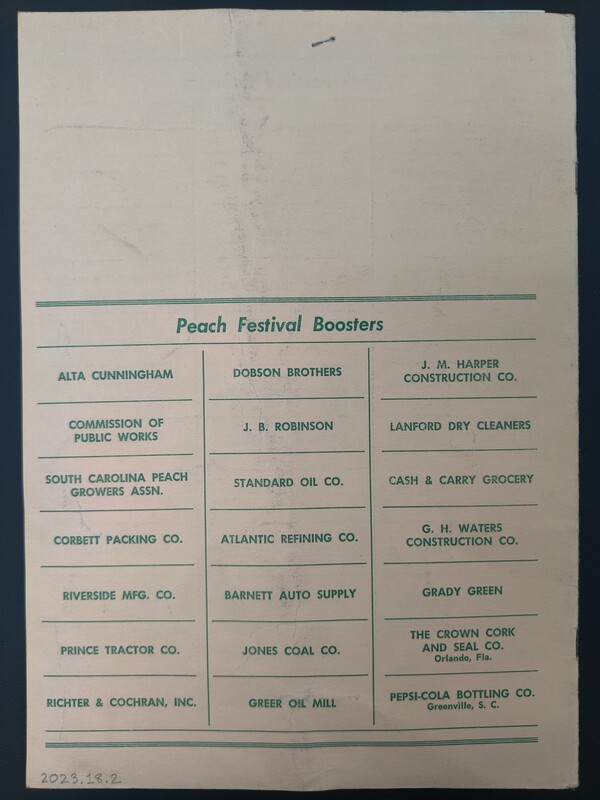 Peach Festival Boosters
ALTA CUNNINGHAM
COMMISSION OF
PUBLIC WORKS
SOUTH CAROLINA PEACH
GROWERS ASSN.
CORBETT PACKING CO.
RIVERSIDE MFG. CO.
PRINCE TRACTOR CO.
RICHTER & COCHRAN, INC.
DOBSON BROTHERS
J. B. ROBINSON
STANDARD OIL CO.
ATLANTIC REFINING CO.
BARNETT AUTO SUPPLY
JONES COAL CO.
GREER OIL MILL
J. M. HARPER
CONSTRUCTION CO.
LANFORD DRY CLEANERS
CASH & CARRY GROCERY
G. H. WATERS
CONSTRUCTION CO.
GRADY GREEN
THE CROWN CORK
AND SEAL CO.
Orlando, Fla.
PEPSI-COLA BOTTLING CO.
Greenville, S. C.
2023.18.2